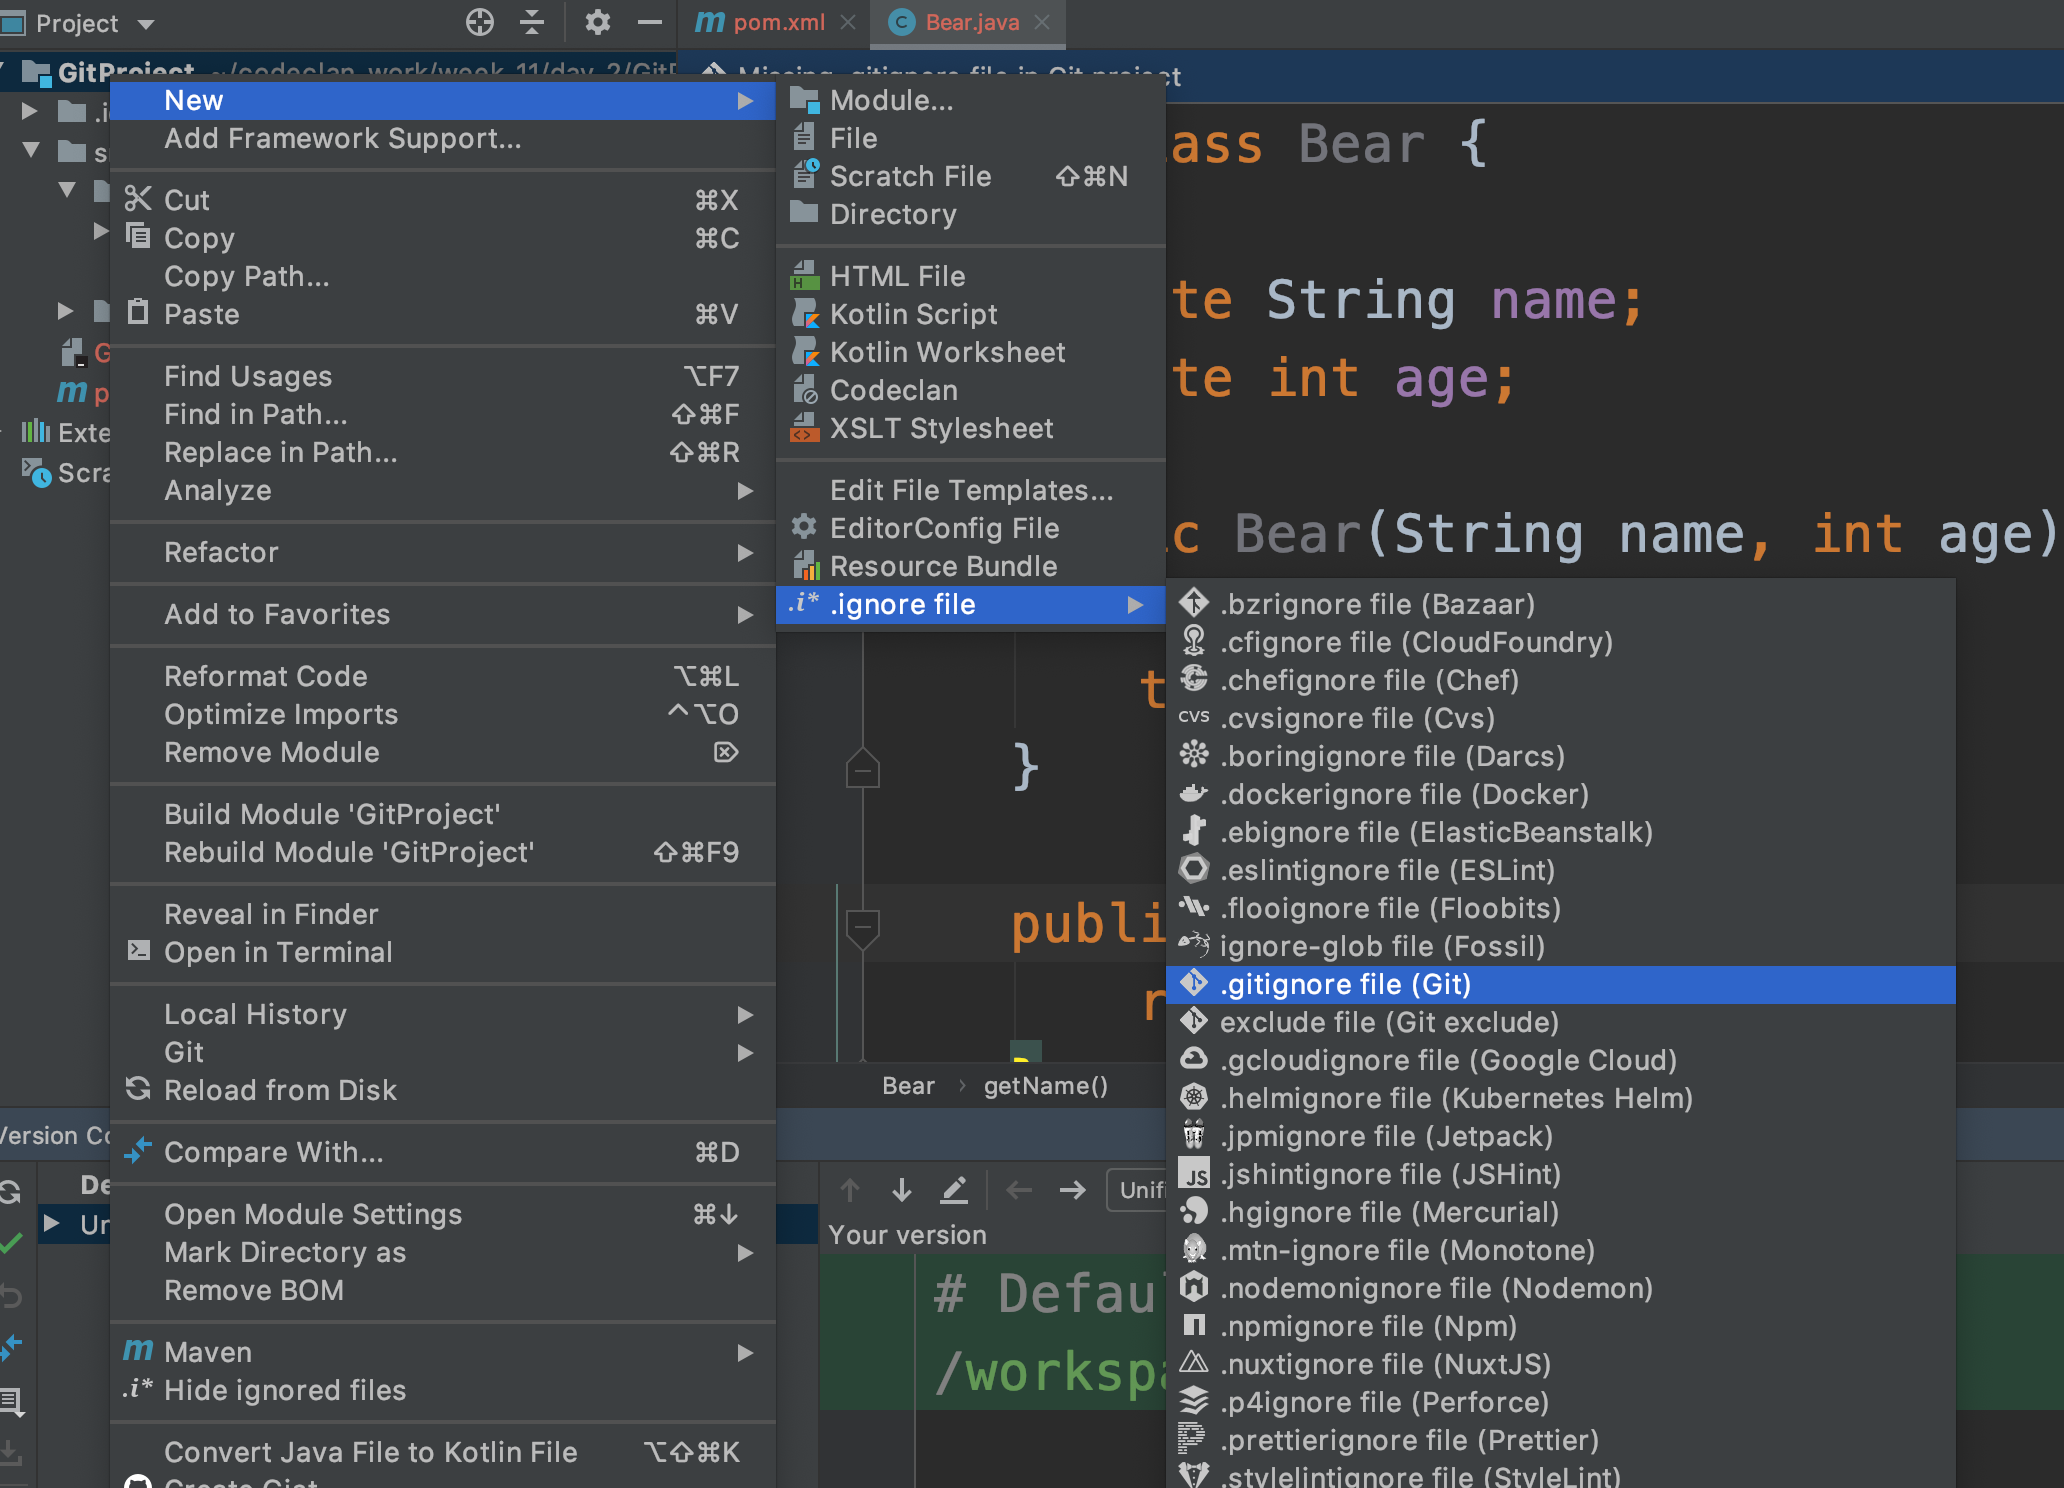 Project
pom.xml
Bear.java
GitProject ~/codeclan_work/week_11/day_2/GitP
Missing .gitignore file in Git project
Exte
Scra
New
Add Framework Support...
Cut ⌘X
Copy ⌘C
Copy Path...
Paste ⌘V
Find Usages ⌥F7
Find in Path... ⇧⌘F
Replace in Path... ⇧⌘R
Analyze
Refactor
Add to Favorites
Reformat Code ⌥⌘L
Optimize Imports ^⌥O
Remove Module ⌦
Build Module 'GitProject'
Rebuild Module 'GitProject' ⇧⌘F9
Reveal in Finder
Open in Terminal
Local History
Git
Reload from Disk
Compare With... ⌘D
Open Module Settings ⌘↓
Mark Directory as
Remove BOM
Maven
Hide ignored files
Convert Java File to Kotlin File ⌥⇧⌘K
Create Gist
Module...
File
Scratch File ⇧⌘N
Directory
HTML File
Kotlin Script
Kotlin Worksheet
Codeclan
XSLT Stylesheet
Edit File Templates...
EditorConfig File
Resource Bundle
.ignore file
.bzrignore file (Bazaar)
.cfignore file (CloudFoundry)
.chefignore file (Chef)
.cvsignore file (Cvs)
.boringignore file (Darcs)
.dockerignore file (Docker)
.ebignore file (ElasticBeanstalk)
.eslintignore file (ESLint)
.flooignore file (Floobits)
ignore-glob file (Fossil)
.gitignore file (Git)
exclude file (Git exclude)
.gcloudignore file (Google Cloud)
.helmignore file (Kubernetes Helm)
.jpmignore file (Jetpack)
.jshintignore file (JSHint)
.hgignore file (Mercurial)
.mtn-ignore file (Monotone)
.nodemonignore file (Nodemon)
.npmignore file (Npm)
.nuxtignore file (NuxtJS)
.p4ignore file (Perforce)
.prettierignore file (Prettier)
.stylelintignore file (StyleLint)
ass Bear {
te String name;
te int age;
c Bear(String name, int age)
t
}
publi
r
Bear › getName()
Version Co
De
Un
Unifi
Your version
# Defau
/workspa